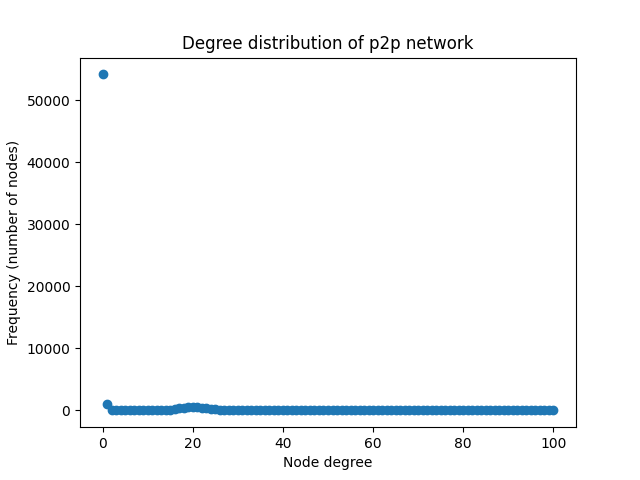 Degree distribution of p2p network
Frequency (number of nodes)
50000
40000
30000
20000
10000
0
0 20 40 60 80 100
Node degree